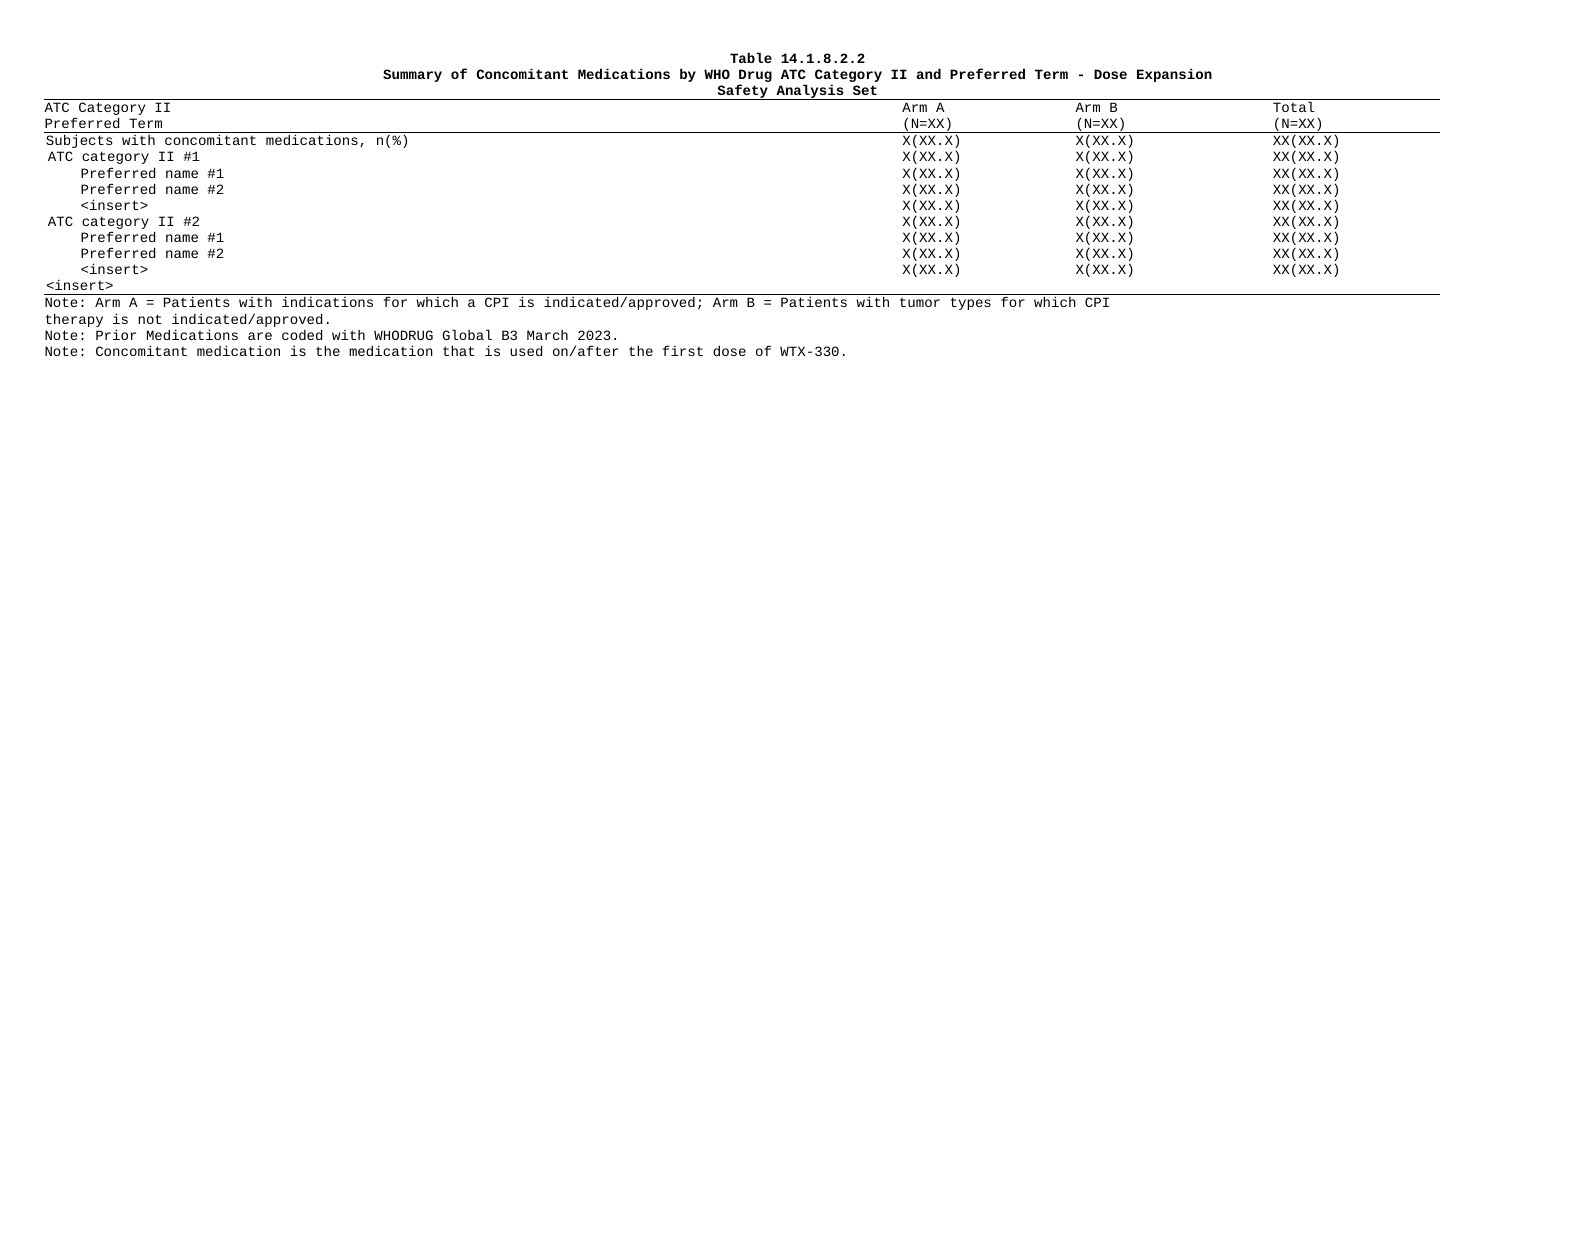 Table 14.1.8.2.2
Summary of Concomitant Medications by WHO Drug ATC Category II and Preferred Term - Dose Expansion
Safety Analysis Set
ATC Category II Arm A Arm B Total
Preferred Term (N=XX) (N=XX) (N=XX)
Subjects with concomitant medications, n(%) X(XX.X) X(XX.X) XX(XX.X)
ATC category II #1 X(XX.X) X(XX.X) XX(XX.X)
Preferred name #1 X(XX.X) X(XX.X) XX(XX.X)
Preferred name #2 X(XX.X) X(XX.X) XX(XX.X)
<insert> X(XX.X) X(XX.X) XX(XX.X)
ATC category II #2 X(XX.X) X(XX.X) XX(XX.X)
Preferred name #1 X(XX.X) X(XX.X) XX(XX.X)
Preferred name #2 X(XX.X) X(XX.X) XX(XX.X)
<insert> X(XX.X) X(XX.X) XX(XX.X)
<insert>
Note: Arm A = Patients with indications for which a CPI is indicated/approved; Arm B = Patients with tumor types for which CPI
therapy is not indicated/approved.
Note: Prior Medications are coded with WHODRUG Global B3 March 2023.
Note: Concomitant medication is the medication that is used on/after the first dose of WTX-330.